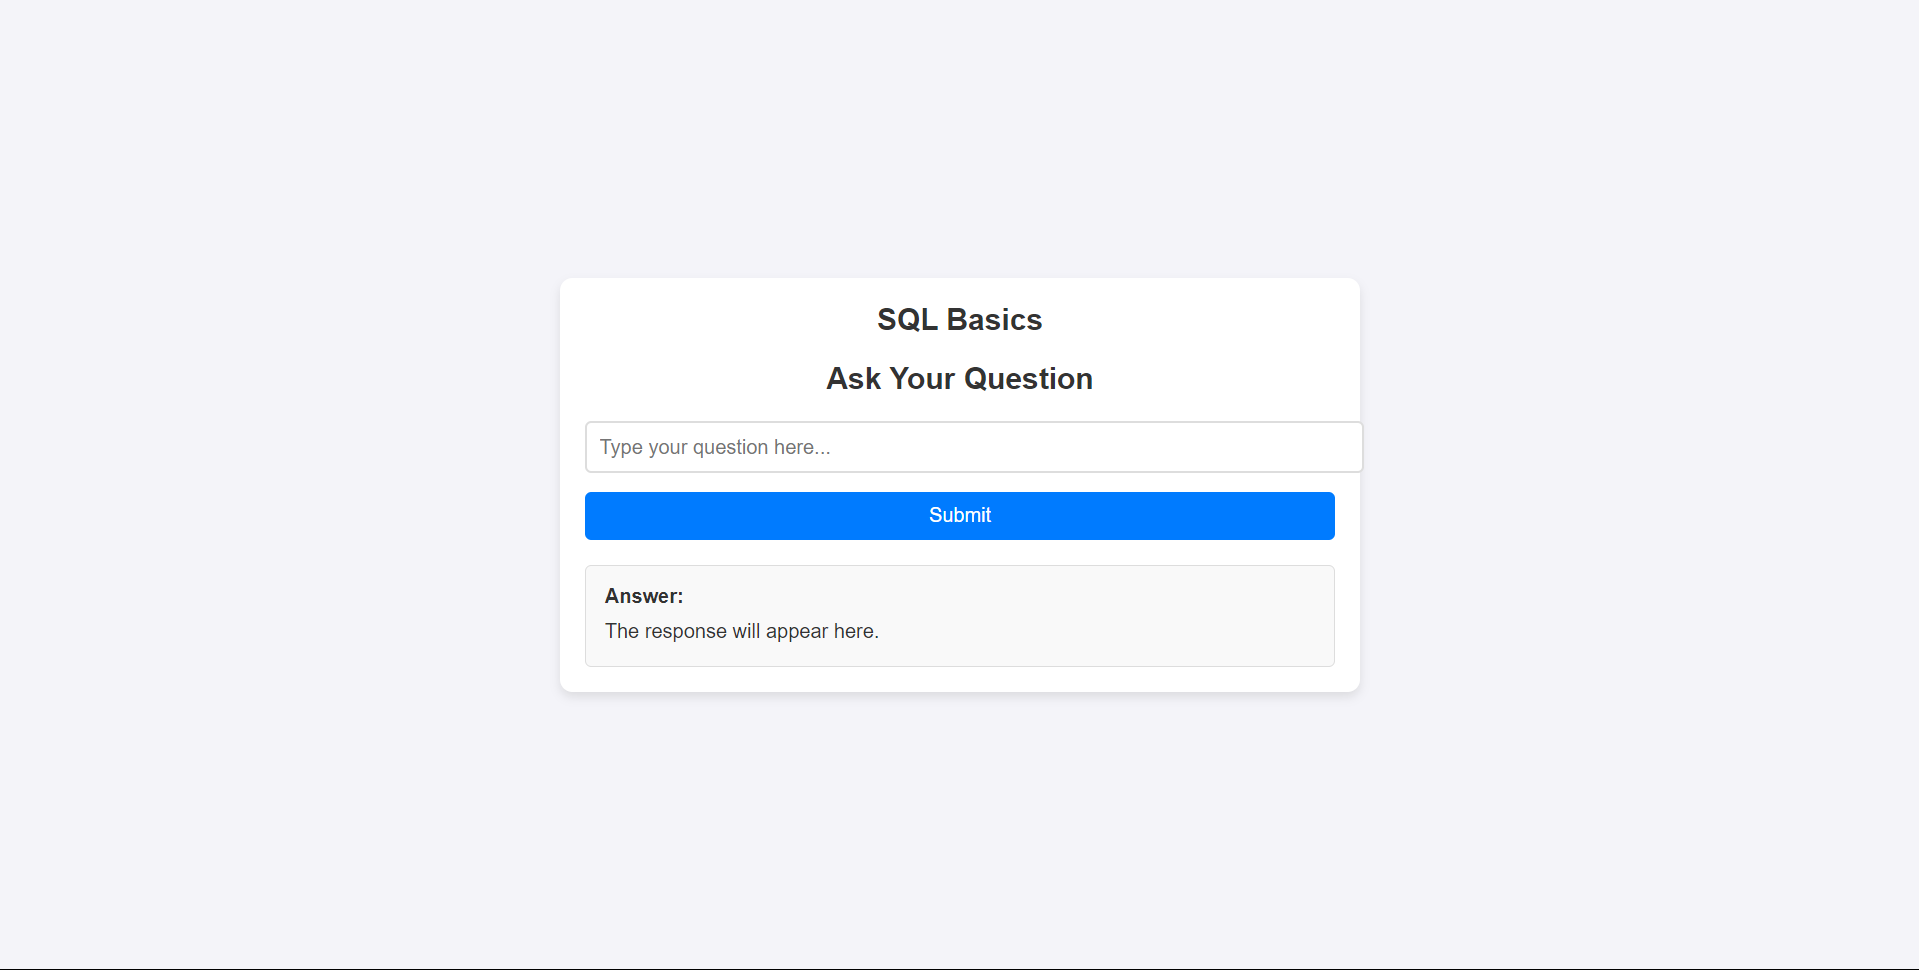 SQL Basics
Ask Your Question
Type your question here...
Submit
Answer:
The response will appear here.